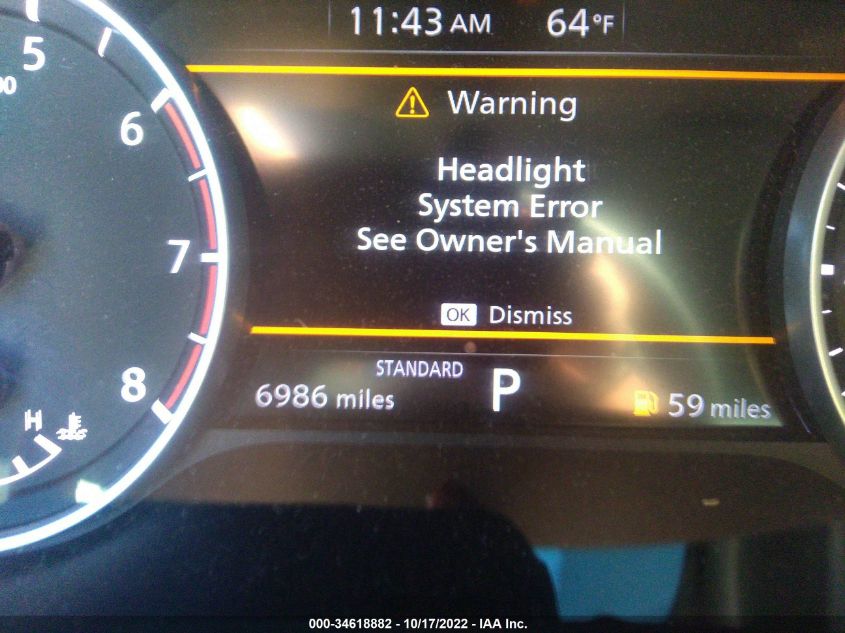 11:43 AM 64°F
5
Warning
6
Headlight
System Error
See Owner's Manual
7
OK Dismiss
STANDARD
8
6986 miles P 59 miles
H
000-34618882 - 10/17/2022 - IAA Inc.